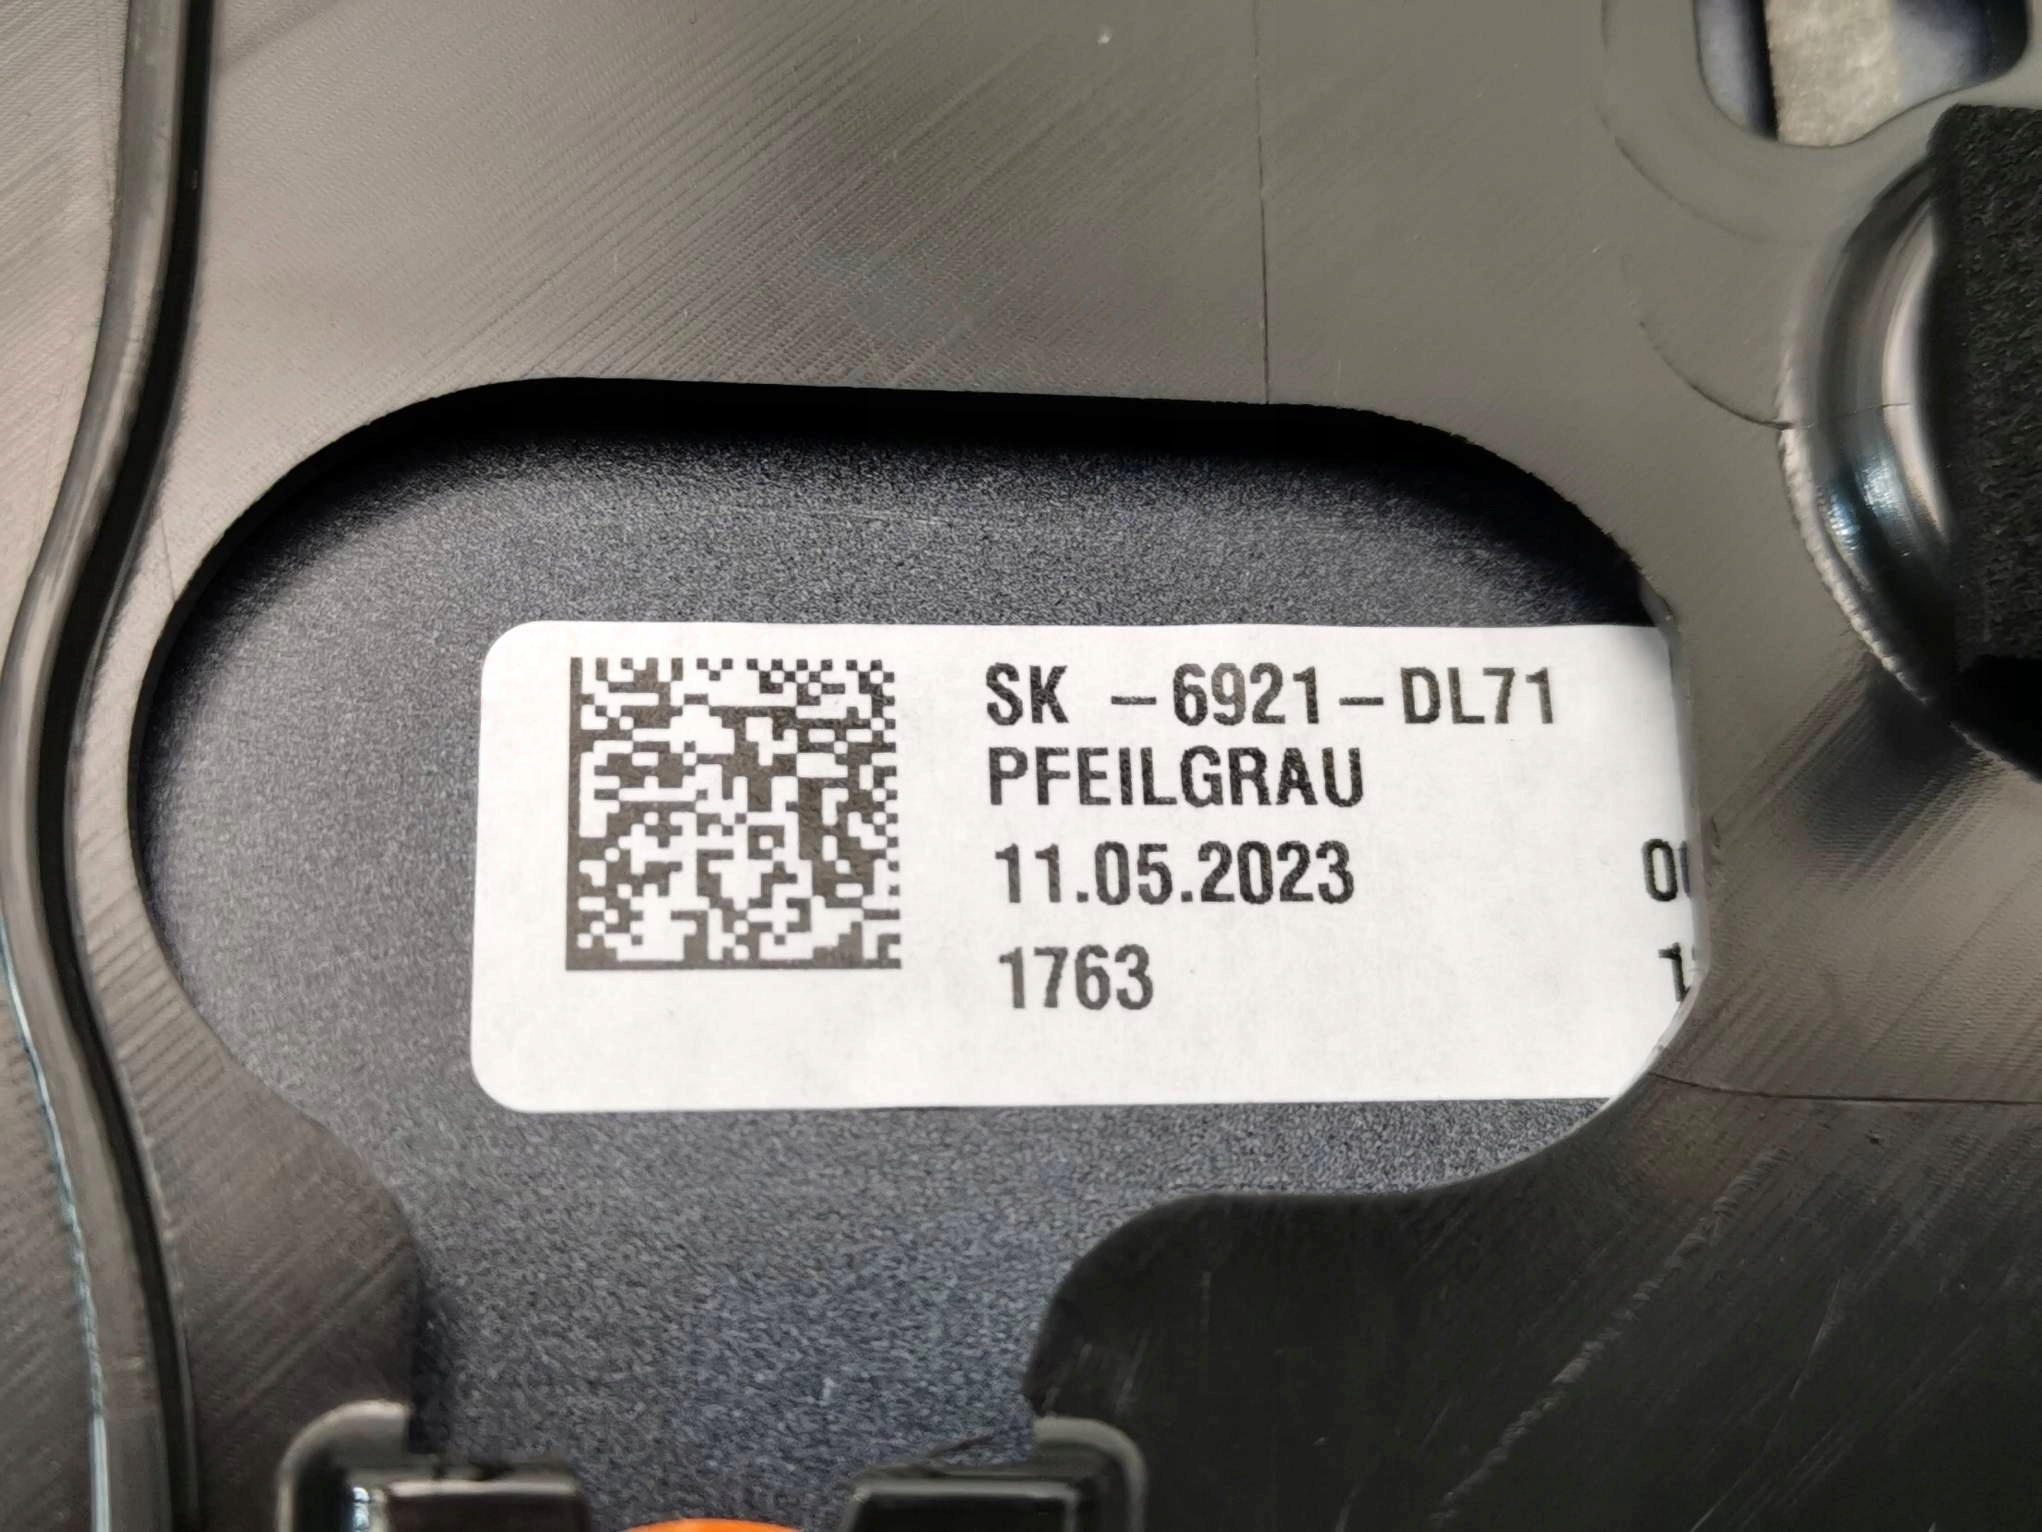 SK -6921-DL71
PFEILGRAU
11.05.2023
1763